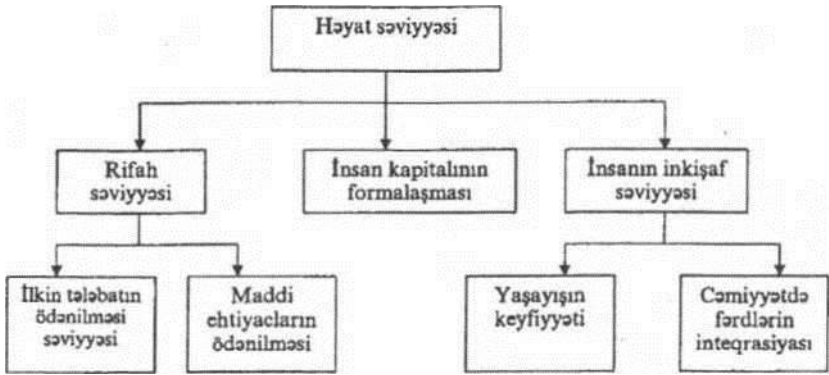 Həyat səviyyəsi
Rifah
səviyyəsi
İnsan kapitalının
formalaşması
İnsanın inkişaf
səviyyəsi
İlkin tələbatın
ödənilməsi
səviyyəsi
Maddi
ehtiyacların
ödənilməsi
Yaşayışın
keyfiyyəti
Cəmiyyətdə
fərdlərin
inteqrasiyası